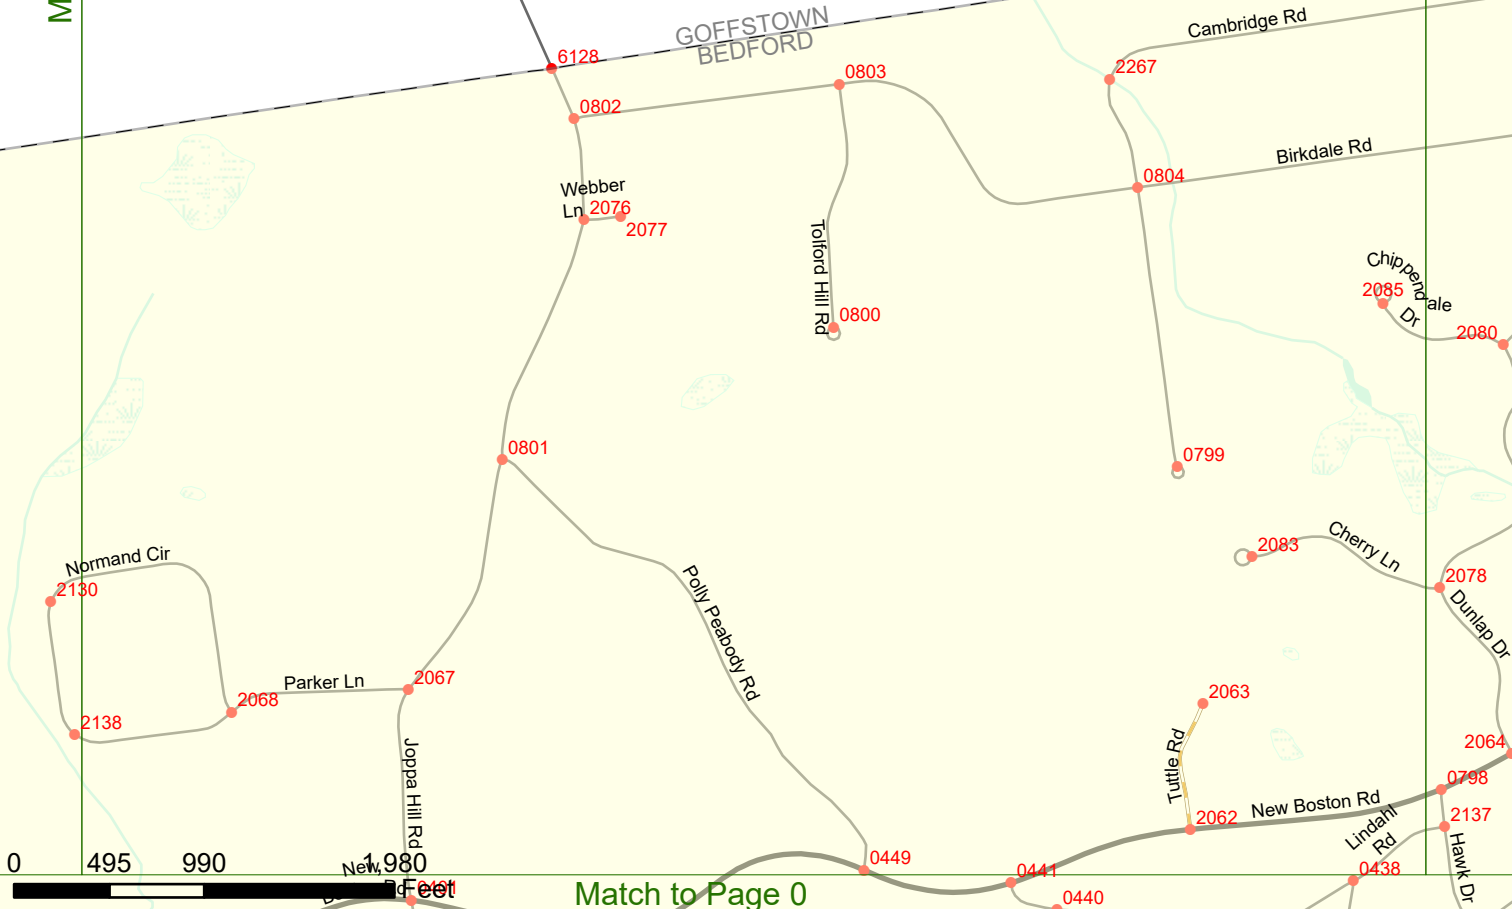 M
GOFFSTOWN
BEDFORD
Cambridge Rd
6128
0803
2267
0802
Birkdale Rd
0804
Webber
Ln
2076
2077
Tolford Hill Rd
Chippendale
Dr
2085
0800
2080
0801
0799
Normand Cir
2083
Cherry Ln
2130
2078
Polly Peabody Rd
Dunlap Dr
Parker Ln
2067
2068
2063
2138
Joppa Hill Rd
Tuttle Rd
2064
0798
New Boston Rd
2062
Lindahl
Rd
2137
Hawk Dr
0449
0441
0438
0440
0
495
990
1,980
Feet
New
Rd
Match to Page 0